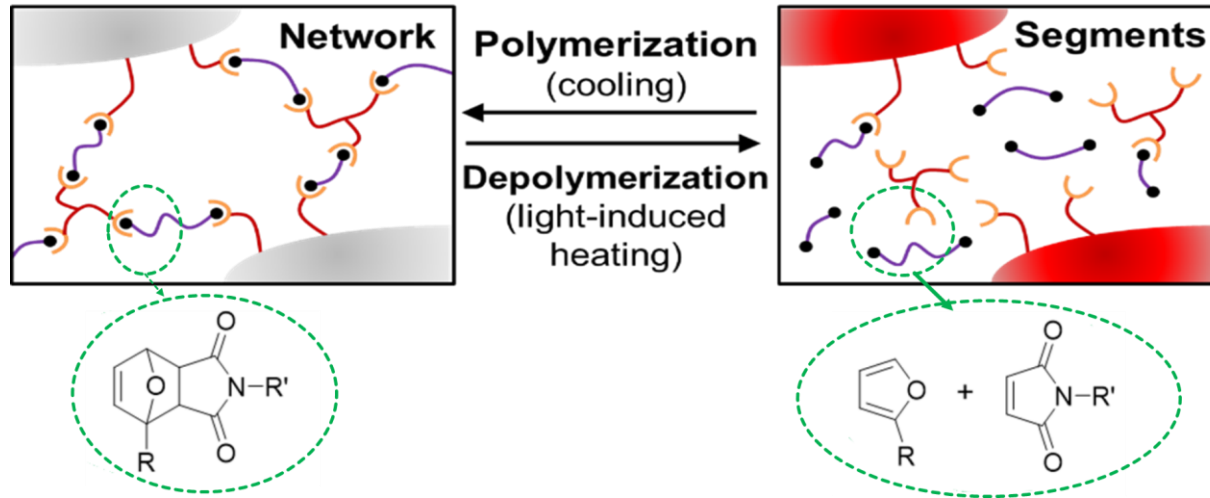 Network
Polymerization
(cooling)
Depolymerization
(light-induced
heating)
Segments
O
O
N-R'
O
R
O
R
+
O
N-R'
O